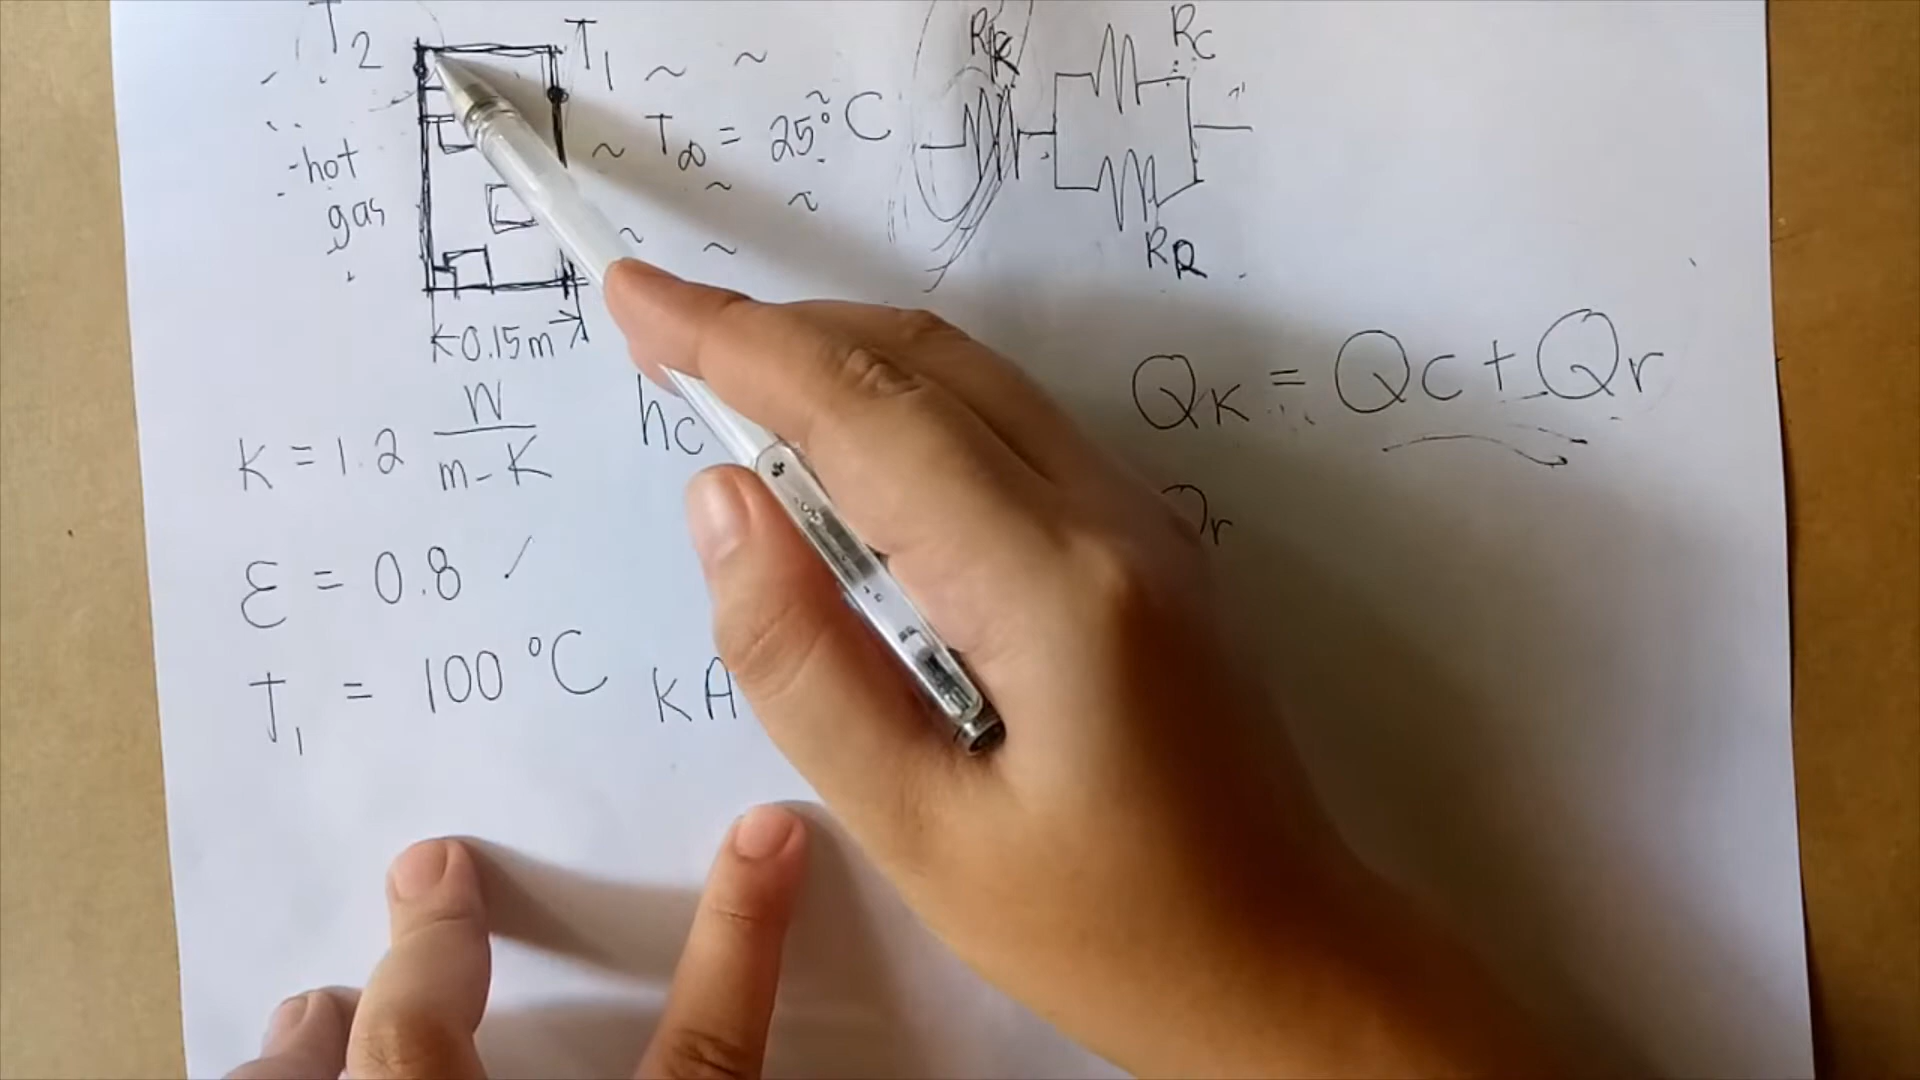 T2
T1
T∞ = 25°C
hot
gas
RK
RC
RR
0.15m
K = 1.2 W/m-K
hc
QK = Qc + Qr
Qr
ε = 0.8
T1 = 100 °C
KA